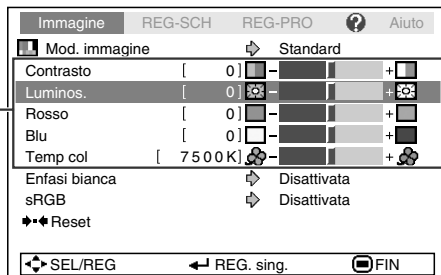 Immagine REG-SCH REG-PRO ? Aiuto
Mod. immagine Standard
Contrasto [ 0] - +
Luminos. [ 0] - +
Rosso [ 0] - +
Blu [ 0] - +
Temp col [ 7500K] - +
Enfasi bianca Disattivata
sRGB Disattivata
Reset
SEL/REG REG. sing. FIN